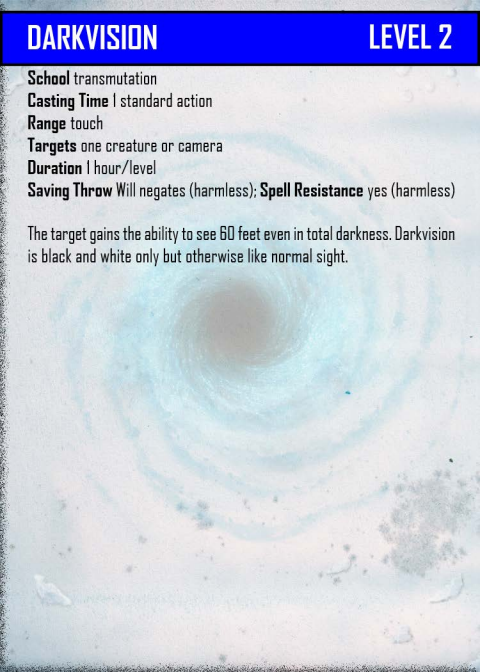 DARKVISION LEVEL 2
School transmutation
Casting Time 1 standard action
Range touch
Targets one creature or camera
Duration 1 hour/level
Saving Throw Will negates (harmless); Spell Resistance yes (harmless)
The target gains the ability to see 60 feet even in total darkness. Darkvision
is black and white only but otherwise like normal sight.